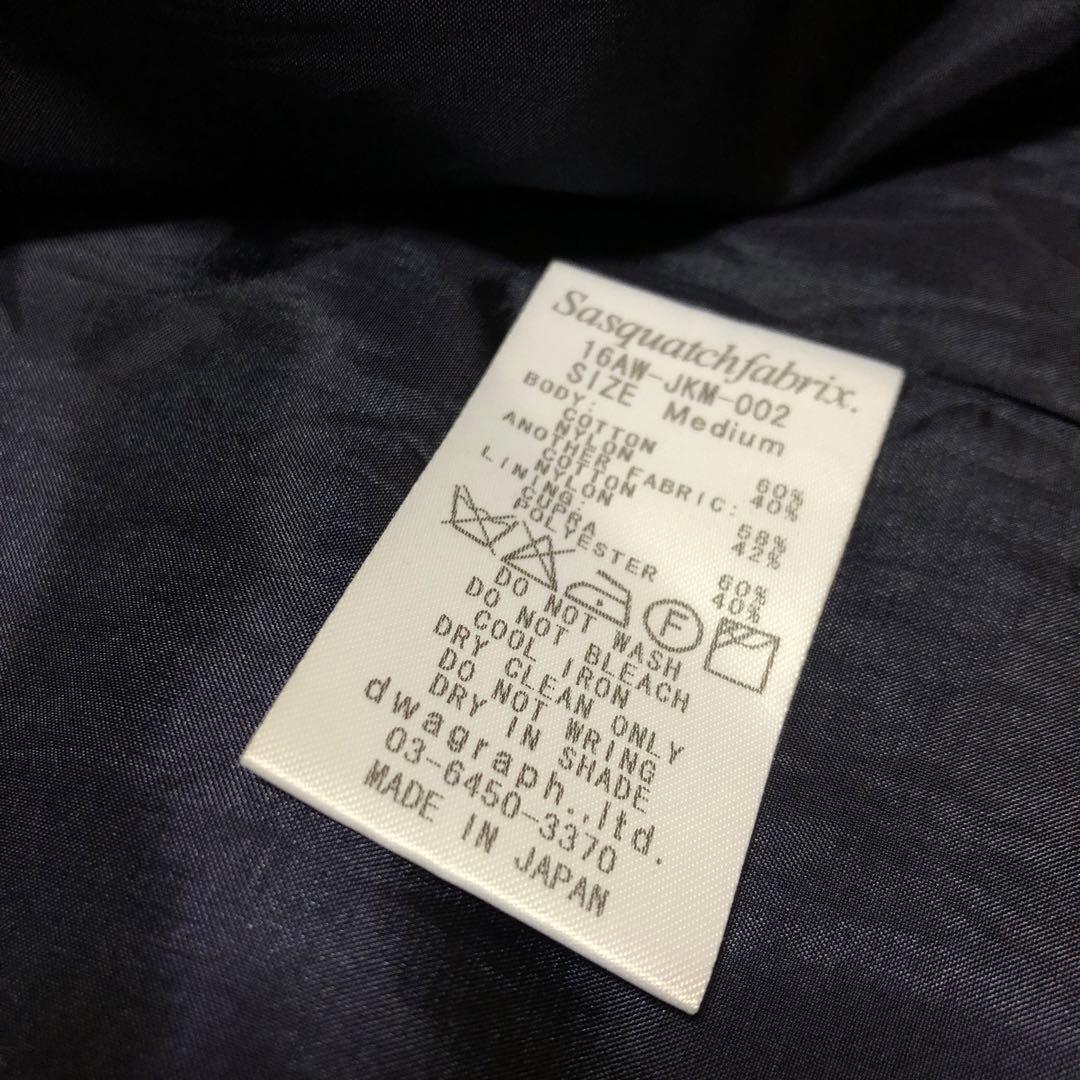 Sasquatchfabrix.
16AW-JKM-002
SIZE Medium
BODY:
COTTON 60%
NYLON 40%
ANOTHER FABRIC:
COTTON 58%
NYLON 42%
LINING:
CUPRA 60%
POLYESTER 40%
F
DO NOT WASH
DO NOT BLEACH
COOL IRON
DRY CLEAN ONLY
DO NOT WRING
DRY IN SHADE
dwagraph.,ltd.
03-6450-3370
MADE IN JAPAN